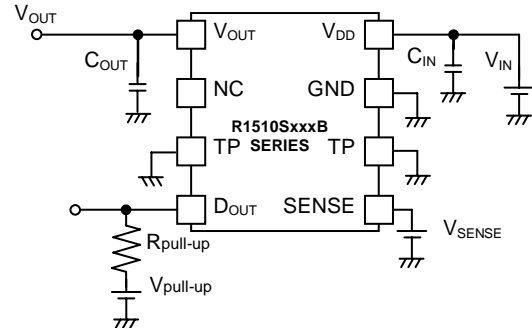 VOUT
COUT
VOUT
VDD
CIN
VIN
NC
GND
R1510SxxxB
SERIES
TP
TP
DOUT
SENSE
Rpull-up
VSENSE
Vpull-up